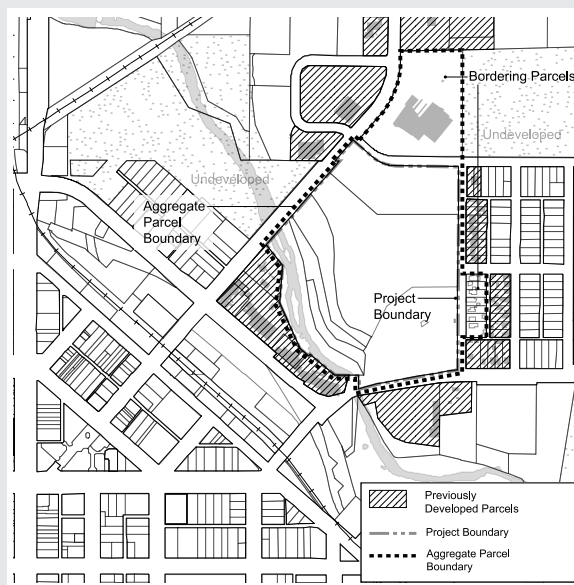 Bordering Parcels
Undeveloped
Undeveloped
Aggregate
Parcel
Boundary
Project
Boundary
Previously
Developed Parcels
Project Boundary
Aggregate Parcel
Boundary